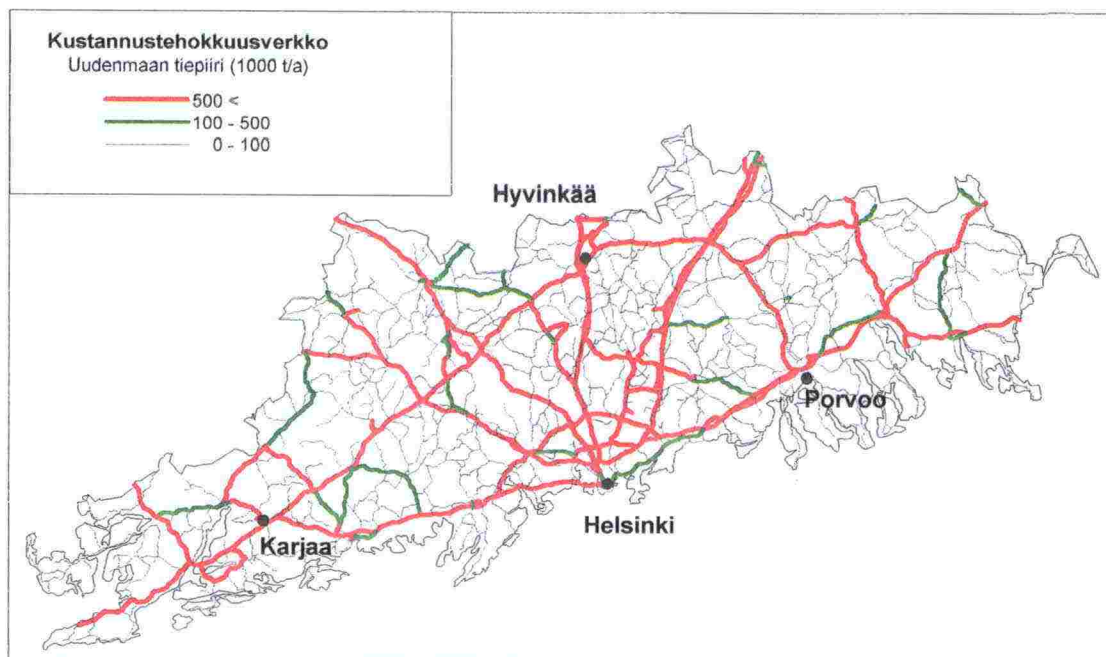 Kustannustehokkuusverkko
Uudenmaan tiepiiri (1000 t/a)
500 <
100 - 500
0 - 100
Hyvinkää
Porvoo
Helsinki
Karjaa